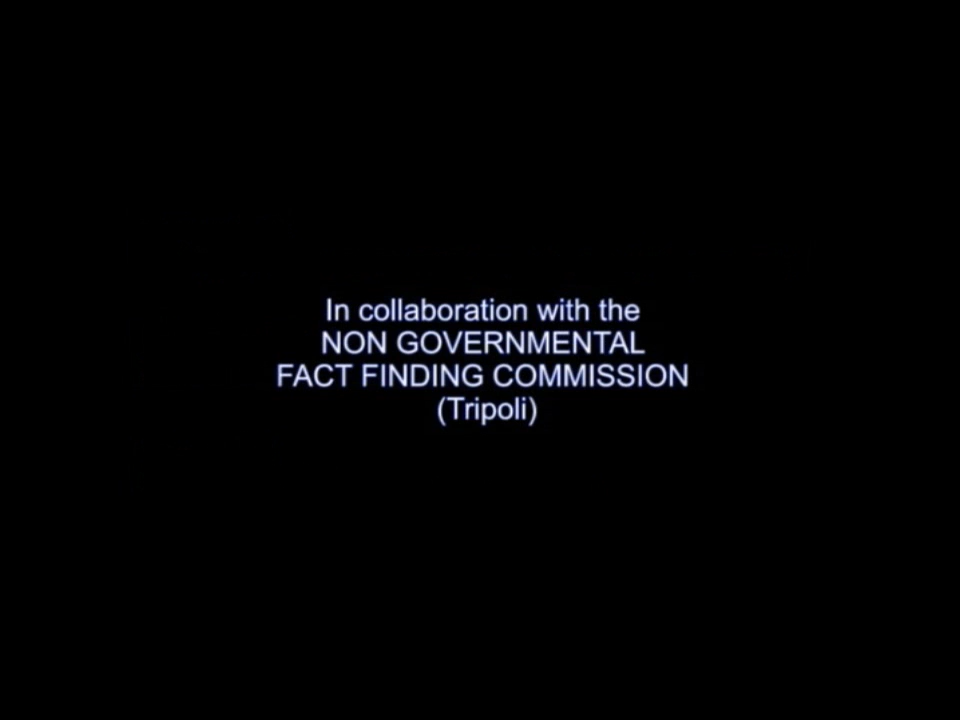 In collaboration with the
NON GOVERNMENTAL
FACT FINDING COMMISSION
(Tripoli)